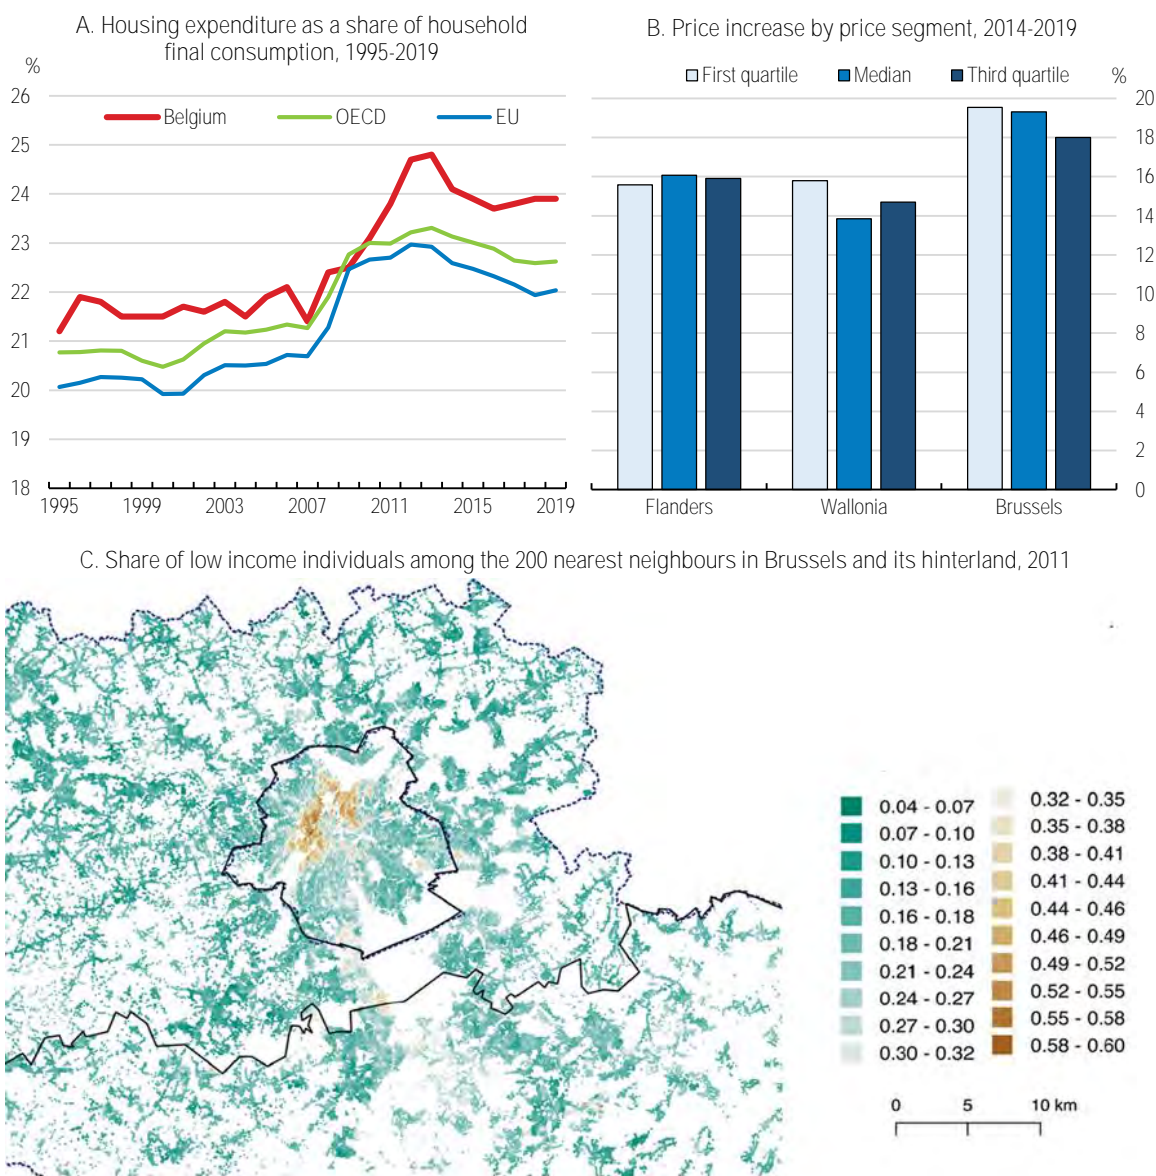 A. Housing expenditure as a share of household
final consumption, 1995-2019
%
Belgium
OECD
EU
26
25
24
23
22
21
20
19
18
1995
1999
2003
2007
2011
2015
2019
B. Price increase by price segment, 2014-2019
First quartile
Median
Third quartile
%
20
18
16
14
12
10
8
6
4
2
0
Flanders
Wallonia
Brussels
C. Share of low income individuals among the 200 nearest neighbours in Brussels and its hinterland, 2011
0.04 - 0.07
0.07 - 0.10
0.10 - 0.13
0.13 - 0.16
0.16 - 0.18
0.18 - 0.21
0.21 - 0.24
0.24 - 0.27
0.27 - 0.30
0.30 - 0.32
0.32 - 0.35
0.35 - 0.38
0.38 - 0.41
0.41 - 0.44
0.44 - 0.46
0.46 - 0.49
0.49 - 0.52
0.52 - 0.55
0.55 - 0.58
0.58 - 0.60
0 5 10 km